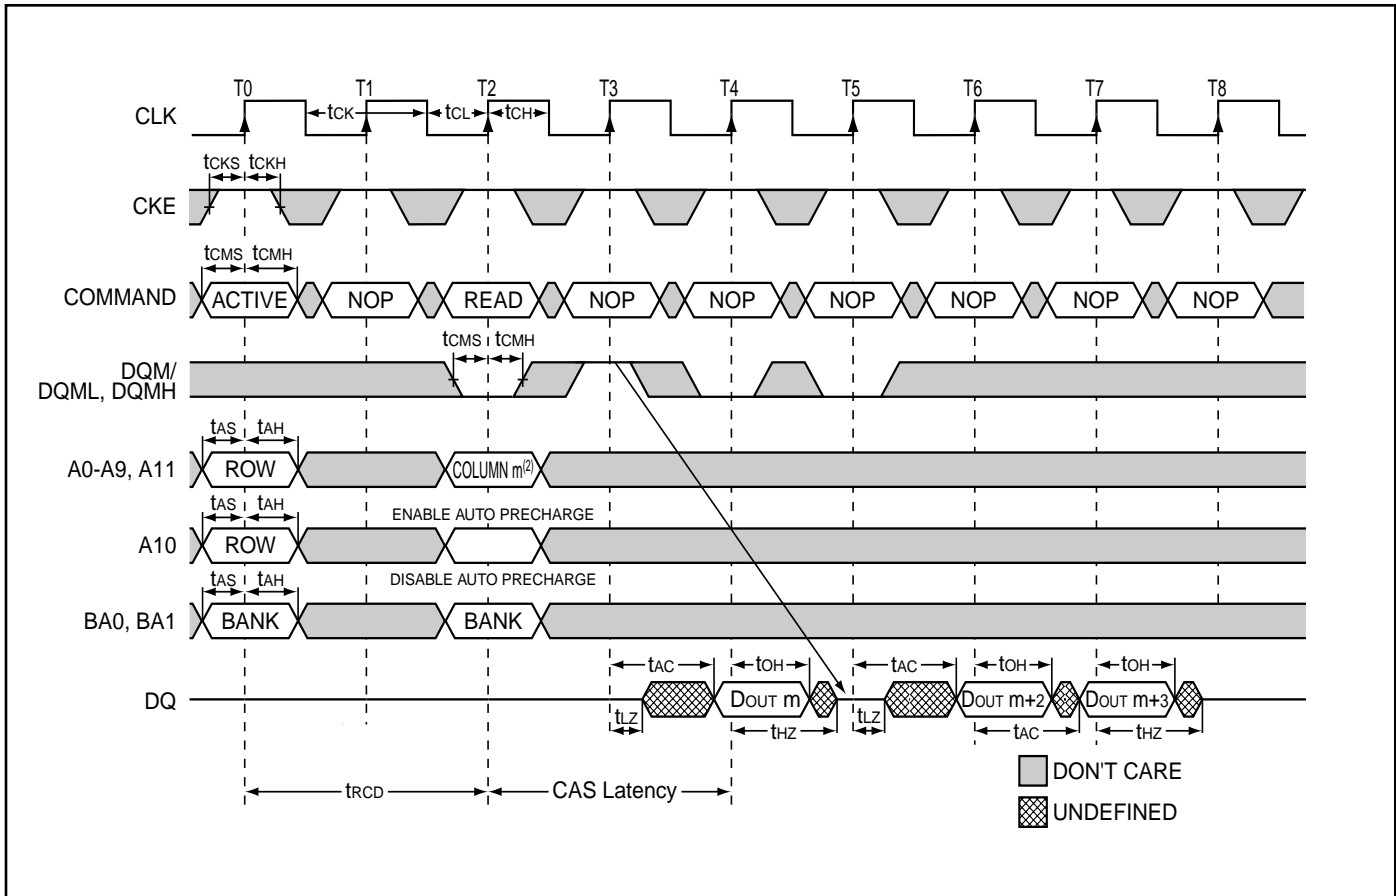 T0 T1 T2 T3 T4 T5 T6 T7 T8
CLK tCK tCL tCH
tCKS tCKH
CKE
tCMS tCMH
COMMAND ACTIVE NOP READ NOP NOP NOP NOP NOP NOP
tCMS tCMH
DQM/
DQML, DQMH
tAS tAH
A0-A9, A11 ROW COLUMN m(2)
tAS tAH ENABLE AUTO PRECHARGE
A10 ROW
tAS tAH DISABLE AUTO PRECHARGE
BA0, BA1 BANK BANK
tAC tOH tAC tOH tOH
DQ DOUT m DOUT m+2 DOUT m+3
tLZ tHZ tLZ tAC tHZ
DON'T CARE
tRCD CAS Latency
UNDEFINED